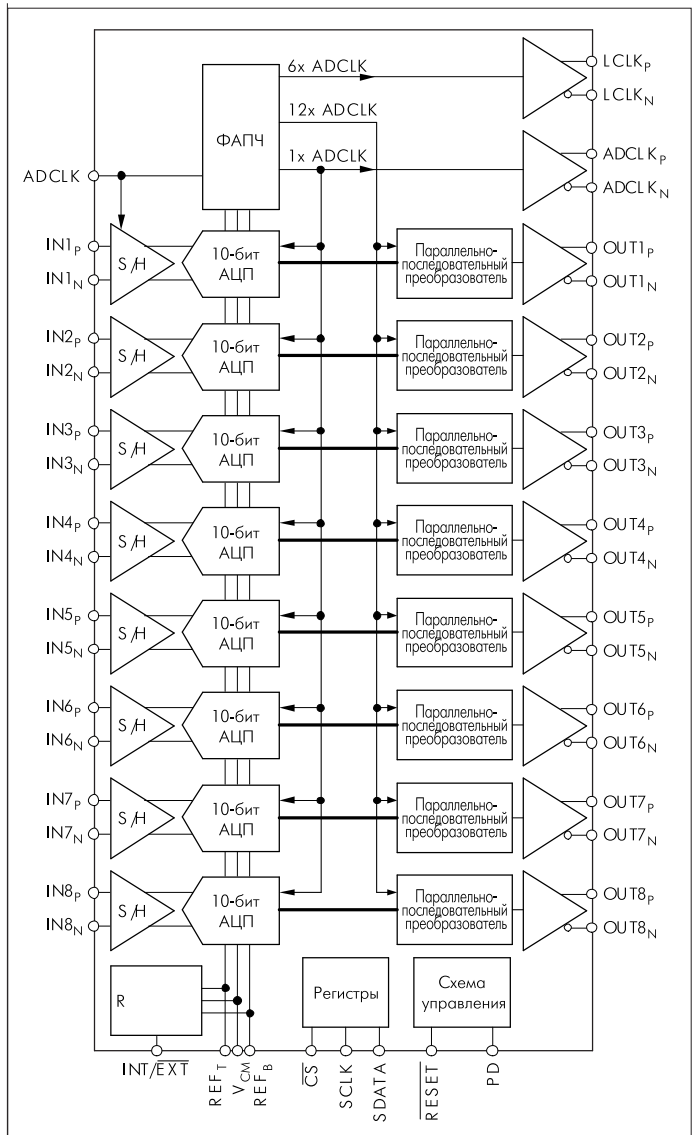 6x ADCLK
LCLKP
LCLKN
12x ADCLK
ФАПЧ
1x ADCLK
ADCLKP
ADCLKN
ADCLK
IN1P
IN1N
S/H
10-бит
АЦП
Параллельно-
последовательный
преобразователь
OUT1P
OUT1N
IN2P
IN2N
S/H
10-бит
АЦП
Параллельно-
последовательный
преобразователь
OUT2P
OUT2N
IN3P
IN3N
S/H
10-бит
АЦП
Параллельно-
последовательный
преобразователь
OUT3P
OUT3N
IN4P
IN4N
S/H
10-бит
АЦП
Параллельно-
последовательный
преобразователь
OUT4P
OUT4N
IN5P
IN5N
S/H
10-бит
АЦП
Параллельно-
последовательный
преобразователь
OUT5P
OUT5N
IN6P
IN6N
S/H
10-бит
АЦП
Параллельно-
последовательный
преобразователь
OUT6P
OUT6N
IN7P
IN7N
S/H
10-бит
АЦП
Параллельно-
последовательный
преобразователь
OUT7P
OUT7N
IN8P
IN8N
S/H
10-бит
АЦП
Параллельно-
последовательный
преобразователь
OUT8P
OUT8N
R
Регистры
Схема
управления
INT/EXT
REFT
VCM
REFB
CS
SCLK
SDATA
RESET
PD